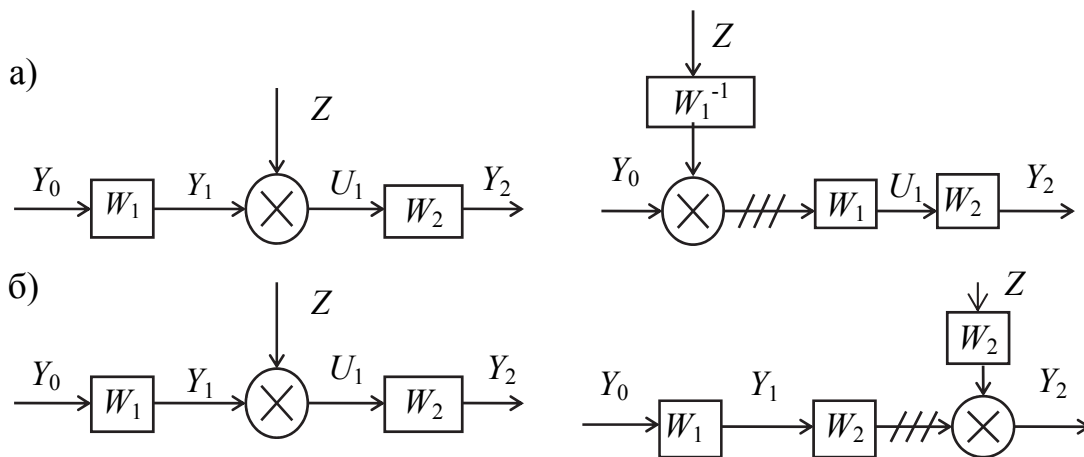 а)
Z
Y₀ W₁ Y₁ U₁ W₂ Y₂
Z
W₁⁻¹
Y₀ W₁ U₁ W₂ Y₂
б)
Z
Y₀ W₁ Y₁ U₁ W₂ Y₂
Z
W₂
Y₀ W₁ Y₁ W₂ Y₂